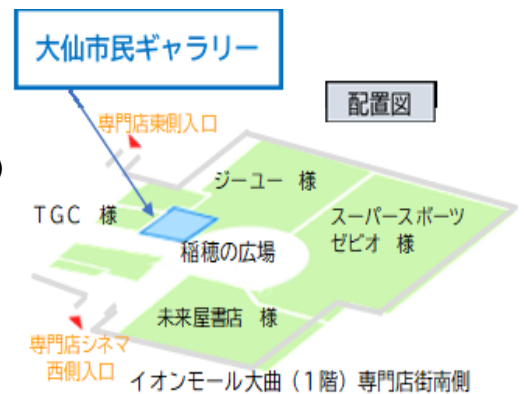 大仙市民ギャラリー
配置図
専門店東側入口
)
ジーユー 様
TGC 様
スーパースポーツ
ゼビオ 様
稲穂の広場
未来屋書店 様
専門店シネマ
西側入口
イオンモール大曲(1階)専門店街南側